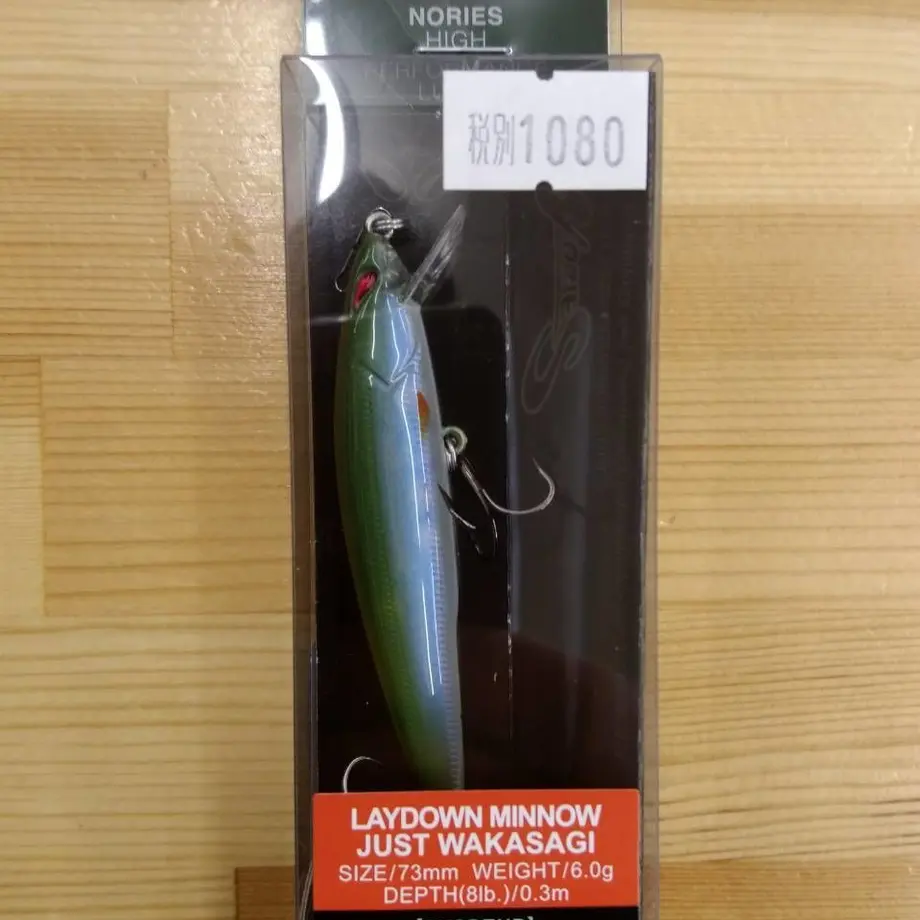 NORIES
HIGH
PERFORMANCE
税別1080
LAYDOWN MINNOW
JUST WAKASAGI
SIZE/73mm WEIGHT/6.0g
DEPTH(8lb.)/0.3m